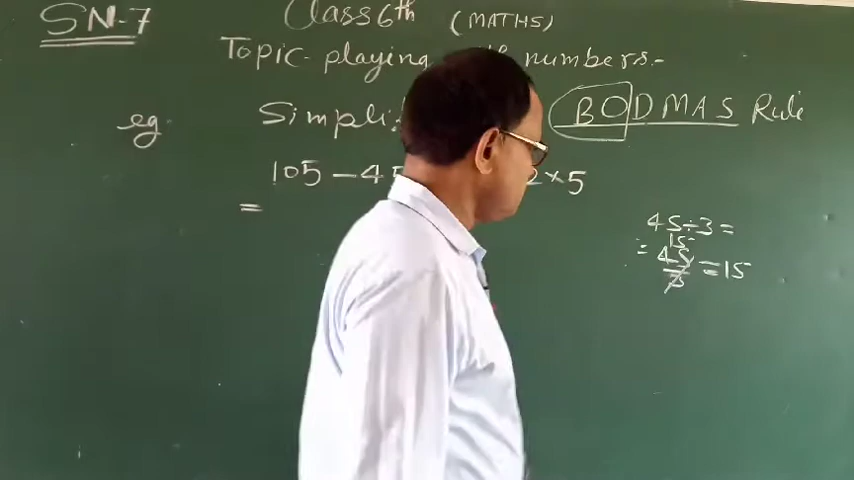 SN-7
Class 6th (MATHS)
Topic:- playing numbers.-
eg. Simpli BODMAS Rule
105 - 45 2×5
=
45÷3=
= 45/3 = 15
15